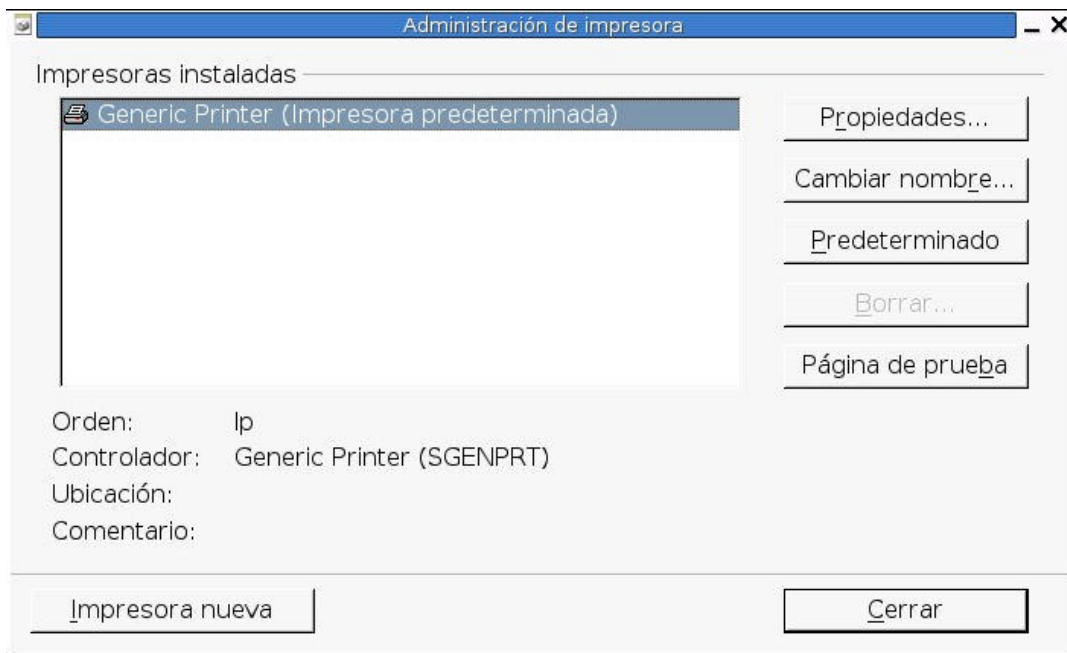 Administración de impresora
Impresoras instaladas
Generic Printer (Impresora predeterminada)
Propiedades...
Cambiar nombre...
Predeterminado
Borrar...
Página de prueba
Orden: lp
Controlador: Generic Printer (SGENPRT)
Ubicación:
Comentario:
Impresora nueva
Cerrar